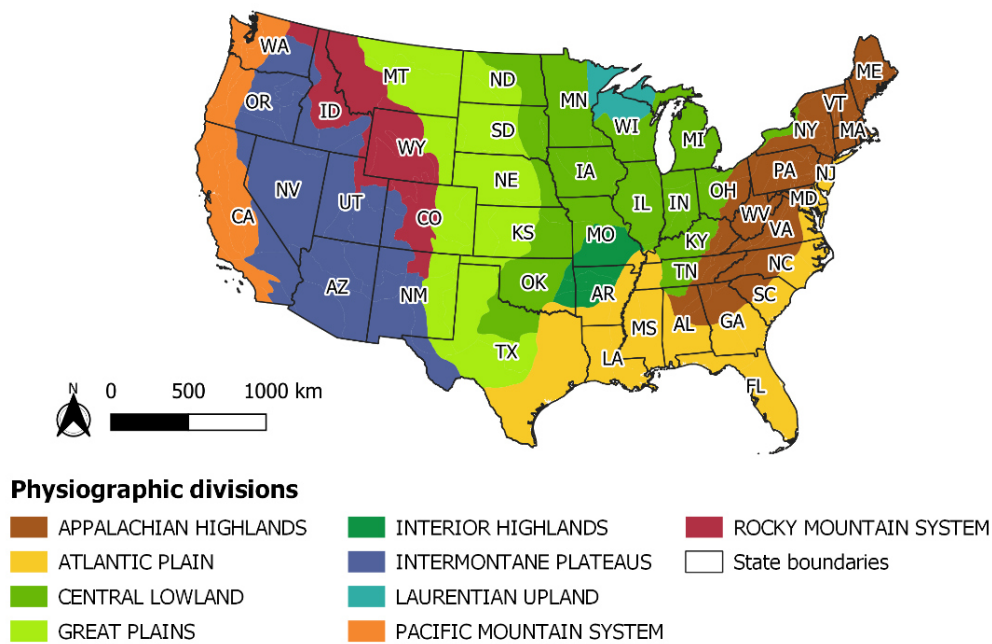 WA
MT
ND
MN
ME
VT
OR
ID
SD
WI
MI
NY
MA
WY
IA
PA
NJ
NE
OH
MD
NV
UT
IL
IN
WV
CA
CO
KS
MO
KY
VA
AZ
NM
OK
AR
TN
NC
SC
MS
AL
GA
TX
LA
FL
N
0 500 1000 km
Physiographic divisions
APPALACHIAN HIGHLANDS
ATLANTIC PLAIN
CENTRAL LOWLAND
GREAT PLAINS
INTERIOR HIGHLANDS
INTERMONTANE PLATEAUS
LAURENTIAN UPLAND
PACIFIC MOUNTAIN SYSTEM
ROCKY MOUNTAIN SYSTEM
State boundaries